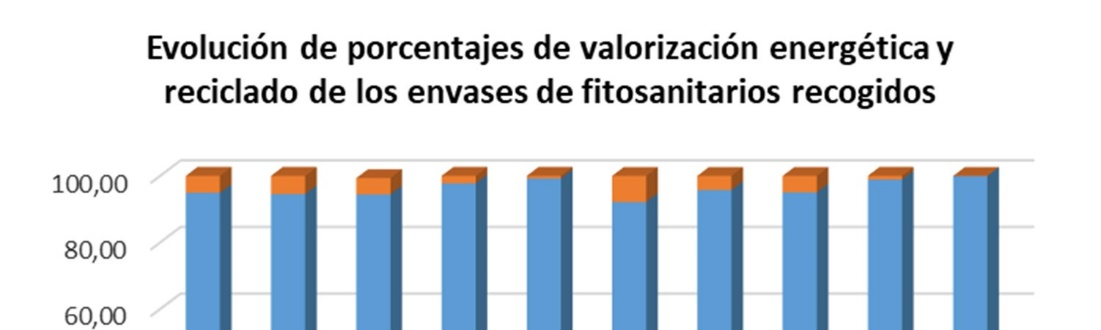 Evolución de porcentajes de valorización energética y
reciclado de los envases de fitosanitarios recogidos
100,00
80,00
60,00